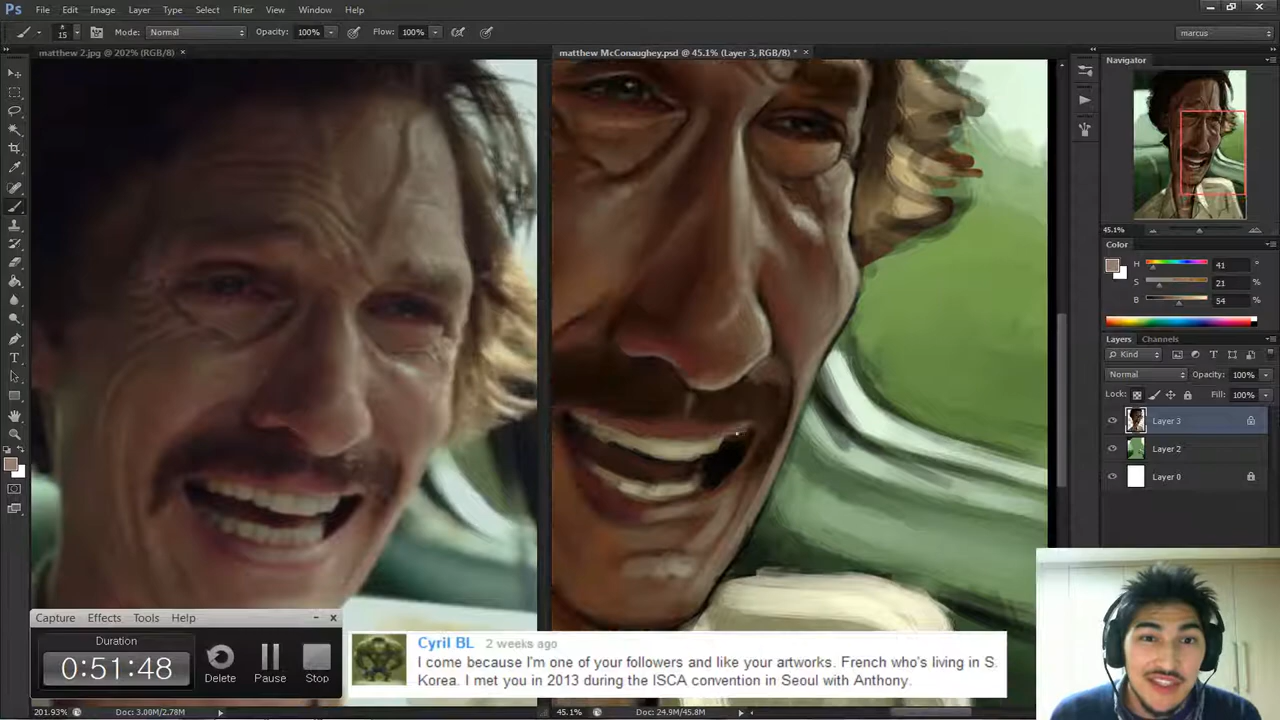 Ps File Edit Image Layer Type Select Filter View Window Help
15 Mode: Normal Opacity: 100% Flow: 100% marcus
matthew 2.jpg @ 202% (RGB/8) × matthew McConaughey.psd @ 45.1% (Layer 3, RGB/8) * ×
Navigator
45.1%
Color
H 41 °
S 21 %
B 54 %
Layers Channels
Kind
Normal Opacity: 100%
Lock: Fill: 100%
Layer 3
Layer 2
Layer 0
Capture Effects Tools Help
Duration
0:51:48
Delete Pause Stop
Cyril BL 2 weeks ago
I come because I'm one of your followers and like your artworks. French who's living in S.
Korea. I met you in 2013 during the ISCA convention in Seoul with Anthony.
201.93% Doc: 3.00M/2.78M 45.1% Doc: 24.9M/45.8M